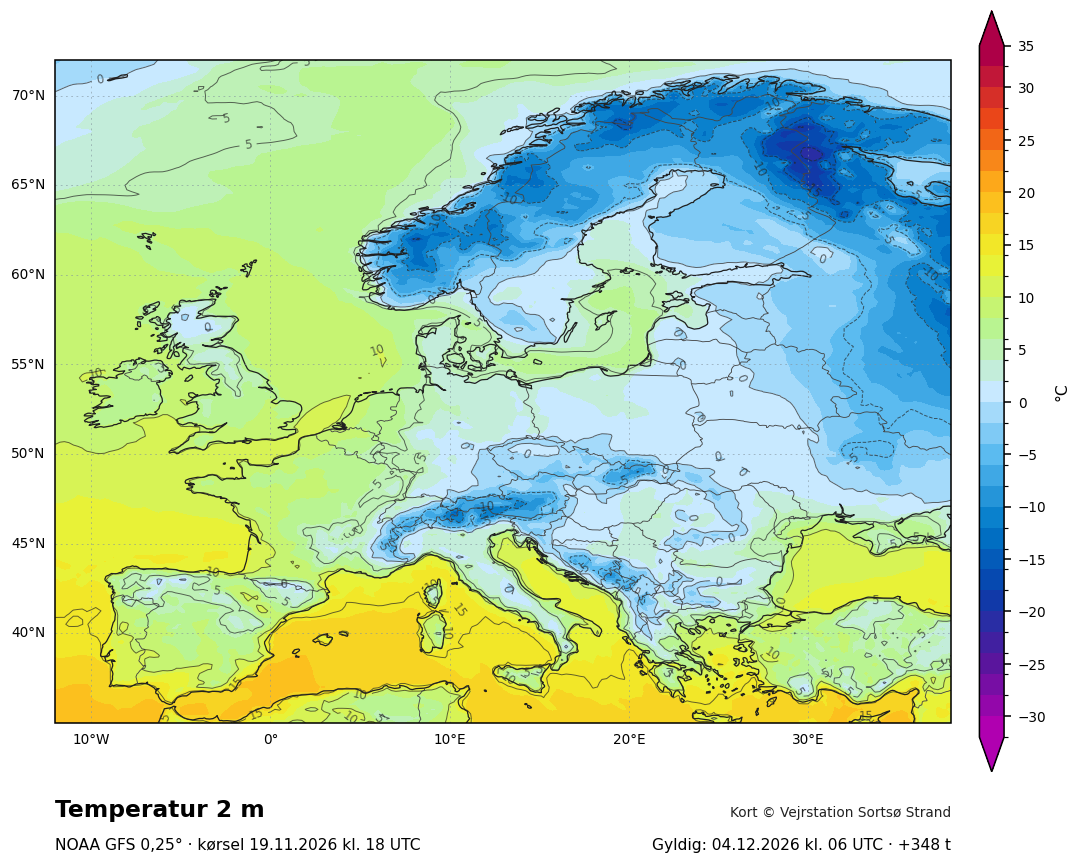 70°N
65°N
60°N
55°N
50°N
45°N
40°N
10°W 0° 10°E 20°E 30°E
35
30
25
20
15
10
5
0
−5
−10
−15
−20
−25
−30
°C
Temperatur 2 m
Kort © Vejrstation Sortsø Strand
NOAA GFS 0,25° · kørsel 19.11.2026 kl. 18 UTC
Gyldig: 04.12.2026 kl. 06 UTC · +348 t